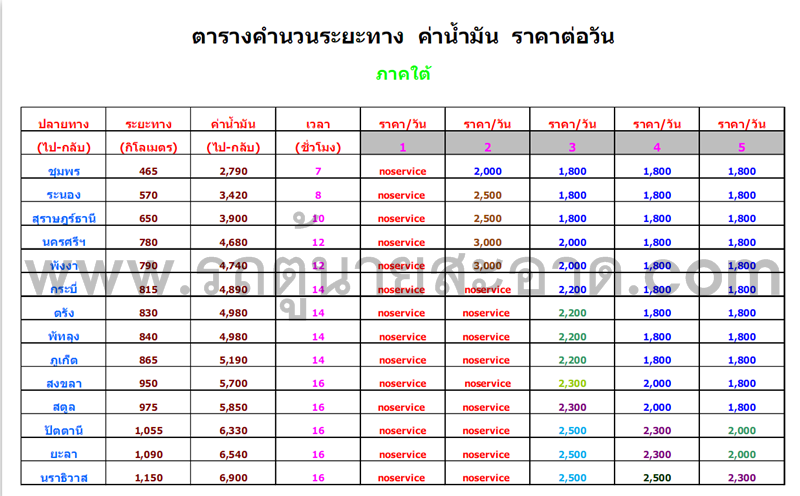 ตารางคำนวนระยะทาง ค่าน้ำมัน ราคาต่อวัน
ภาคใต้
ปลายทาง ระยะทาง ค่าน้ำมัน เวลา ราคา/วัน ราคา/วัน ราคา/วัน ราคา/วัน ราคา/วัน
(ไป-กลับ) (กิโลเมตร) (ไป-กลับ) (ชั่วโมง) 1 2 3 4 5
ชุมพร 465 2,790 7 noservice 2,000 1,800 1,800 1,800
ระนอง 570 3,420 8 noservice 2,500 1,800 1,800 1,800
สุราษฎร์ธานี 650 3,900 10 noservice 2,500 1,800 1,800 1,800
นครศรีฯ 780 4,680 12 noservice 3,000 2,000 1,800 1,800
พังงา 790 4,740 12 noservice 3,000 2,000 1,800 1,800
www.รถตู้นายสะอาด.com
กระบี่ 815 4,890 14 noservice noservice 2,200 1,800 1,800
ตรัง 830 4,980 14 noservice noservice 2,200 1,800 1,800
พัทลุง 840 4,980 14 noservice noservice 2,200 1,800 1,800
ภูเก็ต 865 5,190 14 noservice noservice 2,200 1,800 1,800
สงขลา 950 5,700 16 noservice noservice 2,300 2,000 1,800
สตูล 975 5,850 16 noservice noservice 2,300 2,000 1,800
ปัตตานี 1,055 6,330 16 noservice noservice 2,500 2,300 2,000
ยะลา 1,090 6,540 16 noservice noservice 2,500 2,300 2,000
นราธิวาส 1,150 6,900 16 noservice noservice 2,500 2,500 2,300